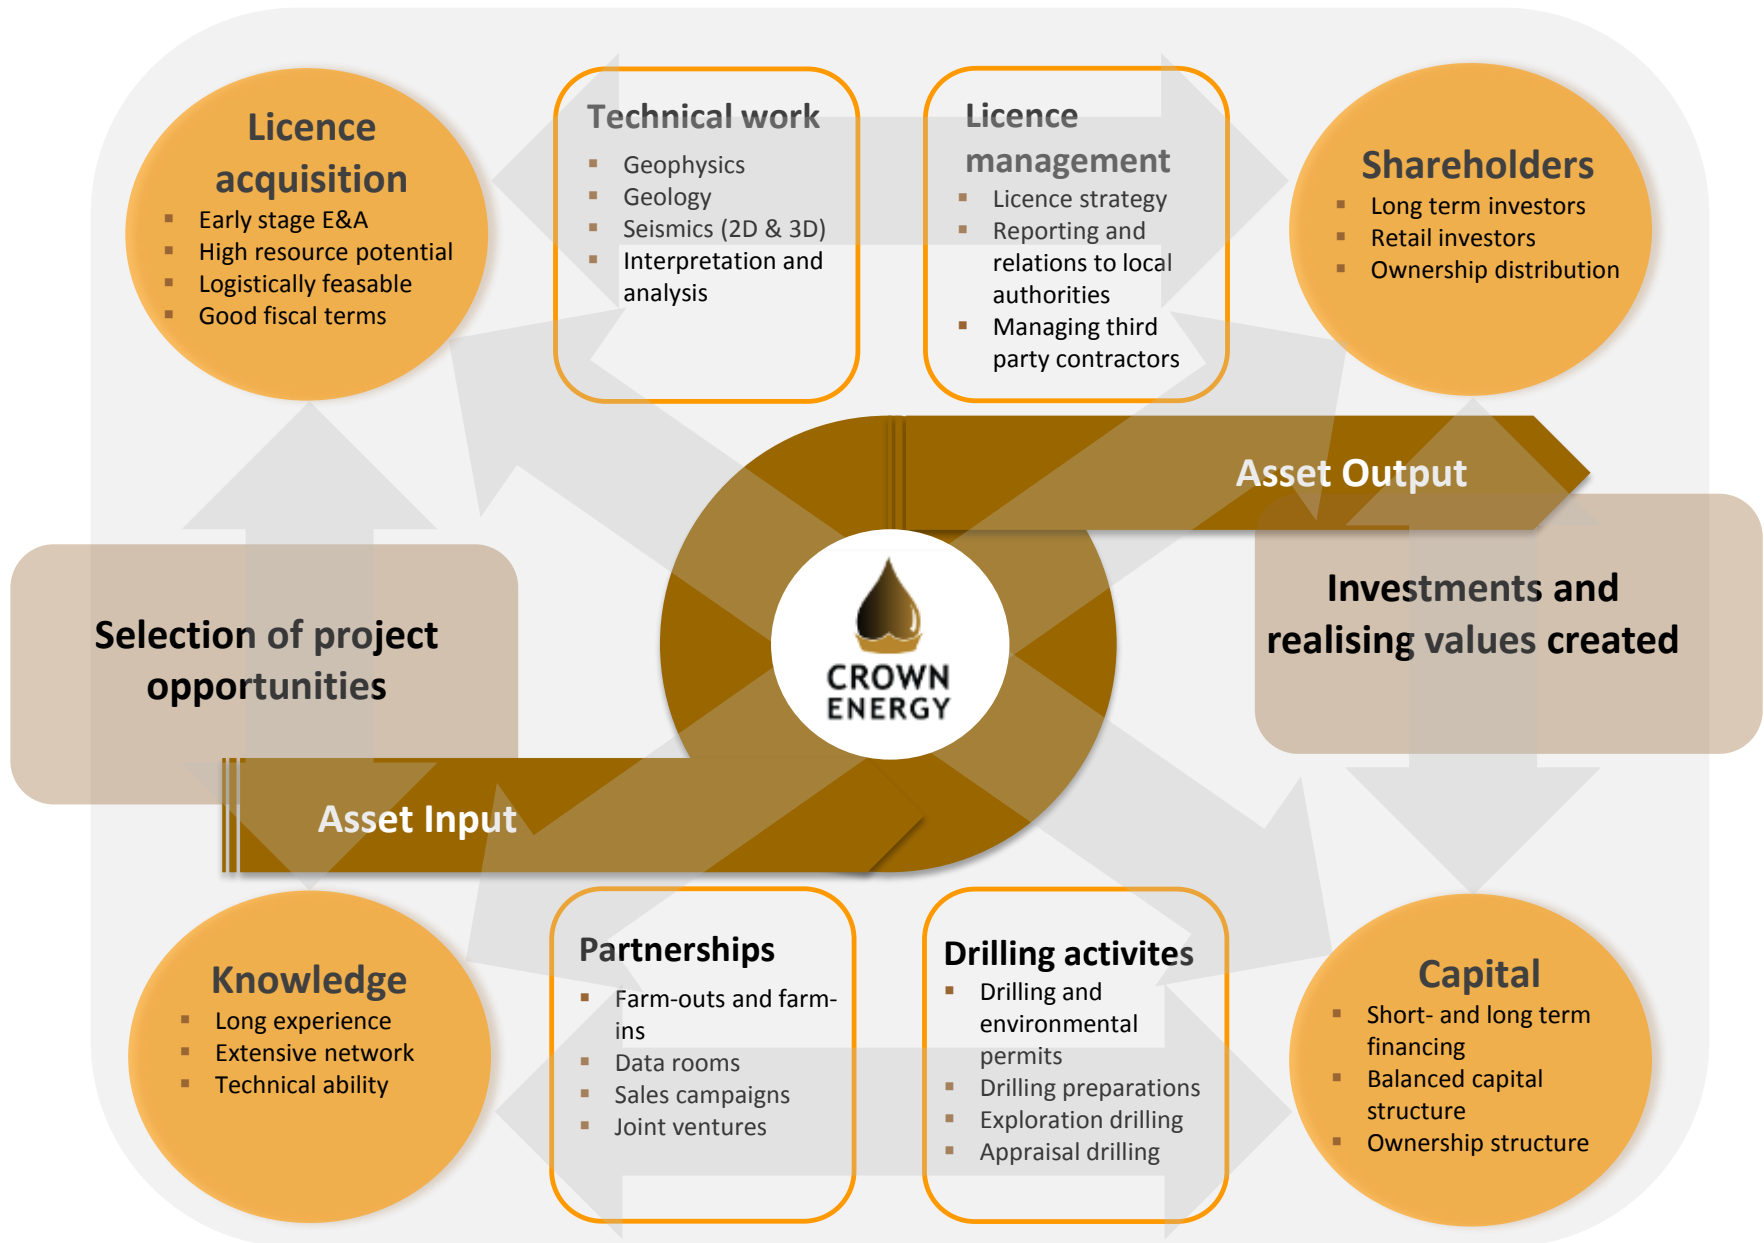 Licence
acquisition
Early stage E&A
High resource potential
Logistically feasable
Good fiscal terms
Technical work
Geophysics
Geology
Seismics (2D & 3D)
Interpretation and
analysis
Licence
management
Licence strategy
Reporting and
relations to local
authorities
Managing third
party contractors
Shareholders
Long term investors
Retail investors
Ownership distribution
Asset Output
Selection of project
opportunities
CROWN
ENERGY
Investments and
realising values created
Asset Input
Knowledge
Long experience
Extensive network
Technical ability
Partnerships
Farm-outs and farm-
ins
Data rooms
Sales campaigns
Joint ventures
Drilling activites
Drilling and
environmental
permits
Drilling preparations
Exploration drilling
Appraisal drilling
Capital
Short- and long term
financing
Balanced capital
structure
Ownership structure